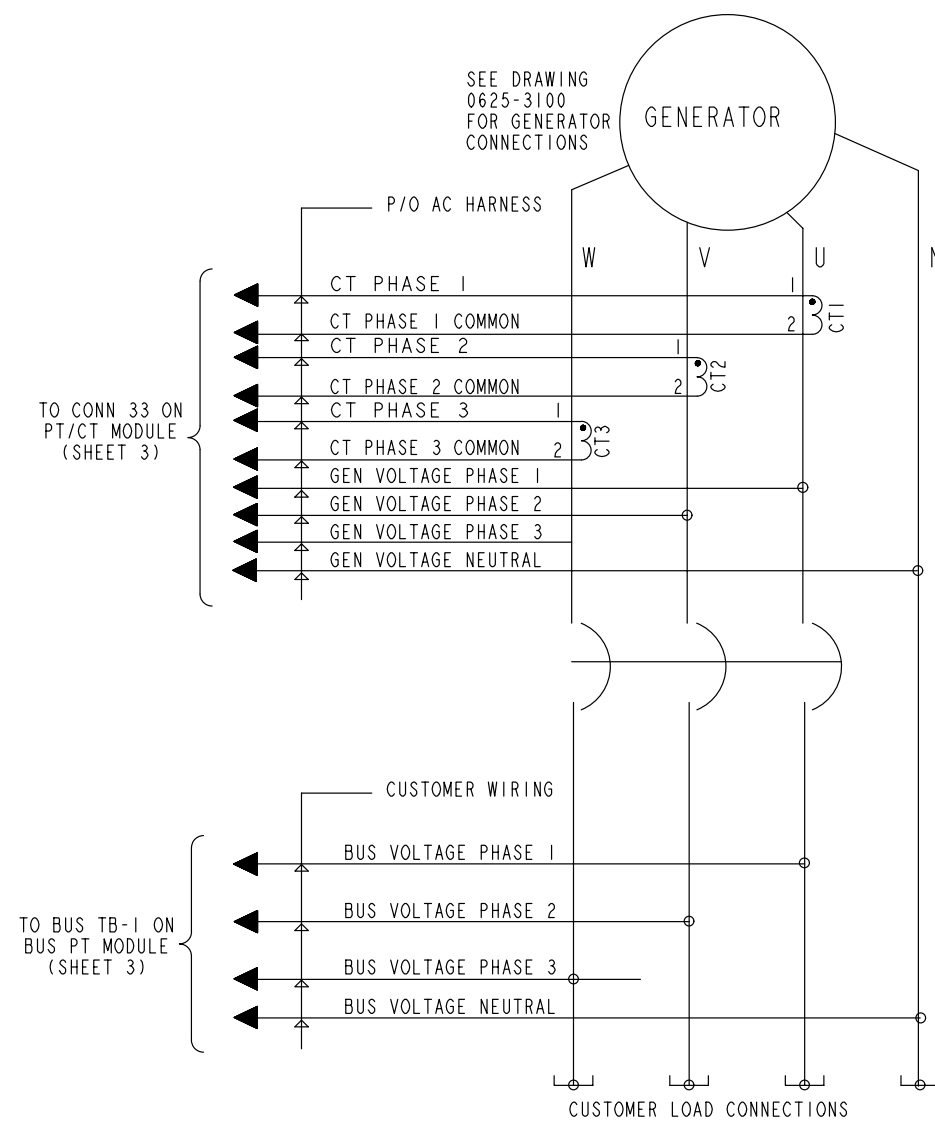 SEE DRAWING
0625-3100
FOR GENERATOR
CONNECTIONS
GENERATOR
P/O AC HARNESS
W
V
U
CT PHASE 1
1
CT PHASE 1 COMMON
2
CT1
CT PHASE 2
1
CT PHASE 2 COMMON
2
CT2
TO CONN 33 ON
PT/CT MODULE
(SHEET 3)
CT PHASE 3
1
CT PHASE 3 COMMON
2
CT3
GEN VOLTAGE PHASE 1
GEN VOLTAGE PHASE 2
GEN VOLTAGE PHASE 3
GEN VOLTAGE NEUTRAL
CUSTOMER WIRING
BUS VOLTAGE PHASE 1
BUS VOLTAGE PHASE 2
TO BUS TB-1 ON
BUS PT MODULE
(SHEET 3)
BUS VOLTAGE PHASE 3
BUS VOLTAGE NEUTRAL
CUSTOMER LOAD CONNECTIONS